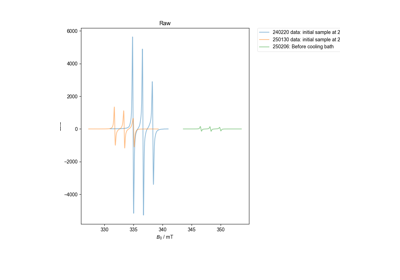 Raw
240220 data: initial sample at 2
250130 data: initial sample at 2
250206: Before cooling bath
6000
4000
2000
0
−2000
−4000
330
335
340
345
350
B₀ / mT